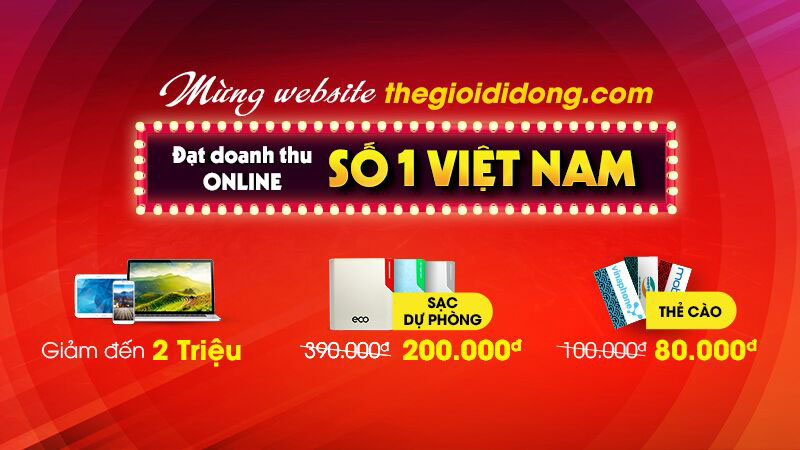 Mừng website thegioididong.com
Đạt doanh thu
ONLINE
SỐ 1 VIỆT NAM
eco
SẠC
DỰ PHÒNG
vinaphone
THẺ CÀO
Giảm đến 2 Triệu
390.000đ 200.000đ
100.000đ 80.000đ